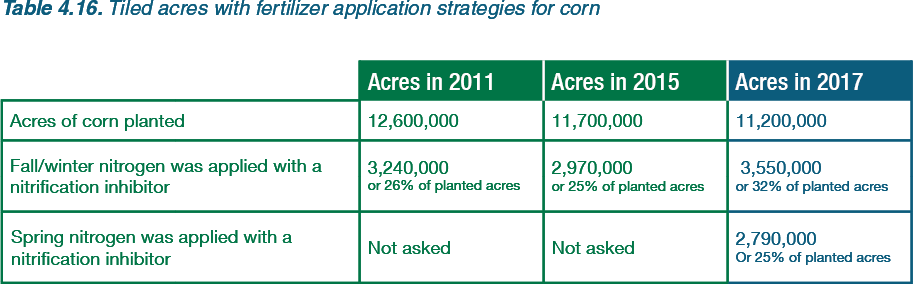 Table 4.16. Tiled acres with fertilizer application strategies for corn
Acres in 2011 Acres in 2015 Acres in 2017
Acres of corn planted 12,600,000 11,700,000 11,200,000
Fall/winter nitrogen was applied with a
nitrification inhibitor
3,240,000
or 26% of planted acres
2,970,000
or 25% of planted acres
3,550,000
or 32% of planted acres
Spring nitrogen was applied with a
nitrification inhibitor
Not asked
Not asked
2,790,000
Or 25% of planted acres